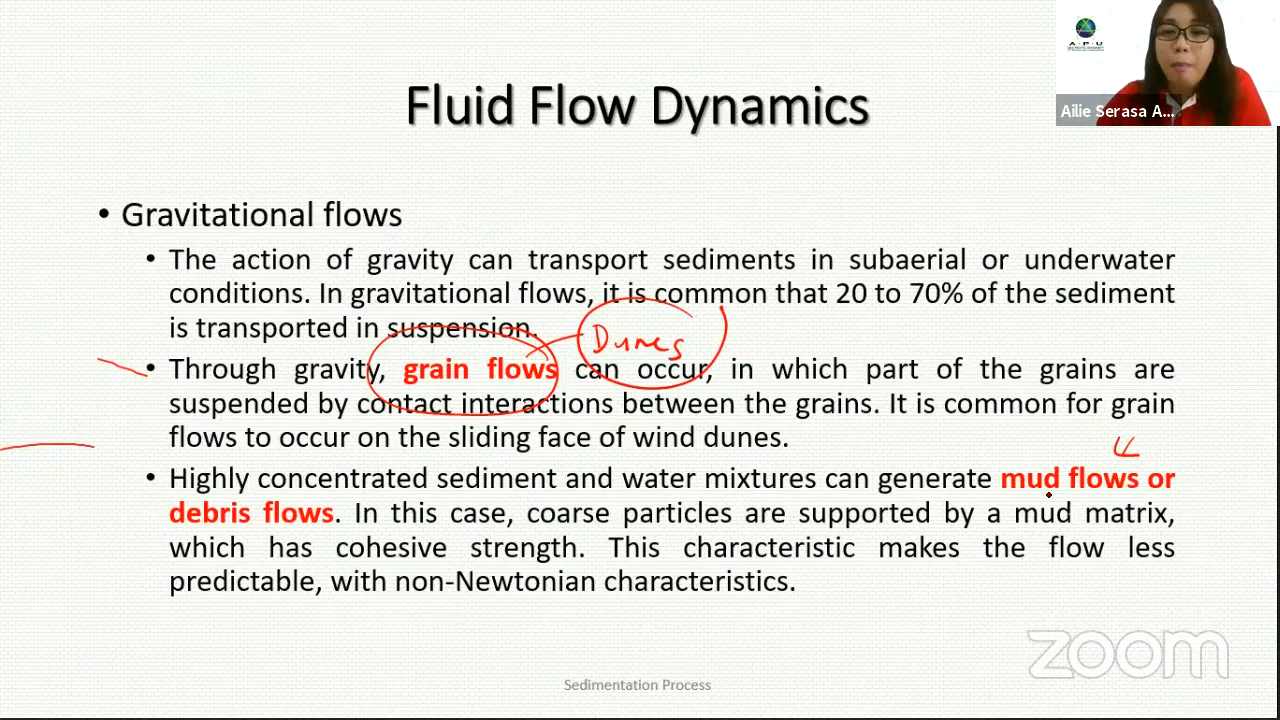 A P U
Ailie Serasa A...
Fluid Flow Dynamics
• Gravitational flows
• The action of gravity can transport sediments in subaerial or underwater
conditions. In gravitational flows, it is common that 20 to 70% of the sediment
is transported in suspension.
Dunes
• Through gravity, grain flows can occur, in which part of the grains are
suspended by contact interactions between the grains. It is common for grain
flows to occur on the sliding face of wind dunes.
• Highly concentrated sediment and water mixtures can generate mud flows or
debris flows. In this case, coarse particles are supported by a mud matrix,
which has cohesive strength. This characteristic makes the flow less
predictable, with non-Newtonian characteristics.
zoom
Sedimentation Process